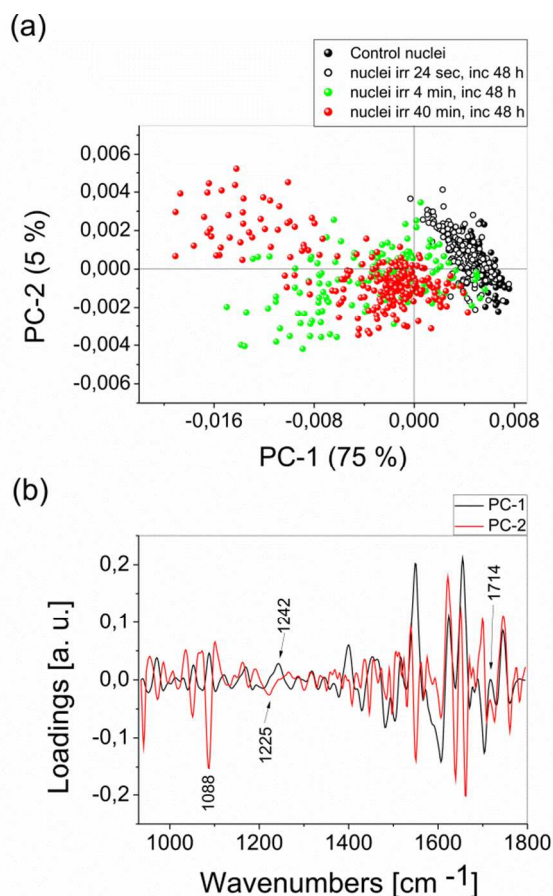 (a)
Control nuclei
nuclei irr 24 sec, inc 48 h
nuclei irr 4 min, inc 48 h
nuclei irr 40 min, inc 48 h
0,006
0,004
0,002
0,000
-0,002
-0,004
-0,006
PC-2 (5 %)
-0,016 -0,008 0,000 0,008
PC-1 (75 %)
(b)
PC-1
PC-2
0,2
0,1
0,0
-0,1
-0,2
Loadings [a. u.]
1242
1714
1225
1088
1000 1200 1400 1600 1800
Wavenumbers [cm -1]